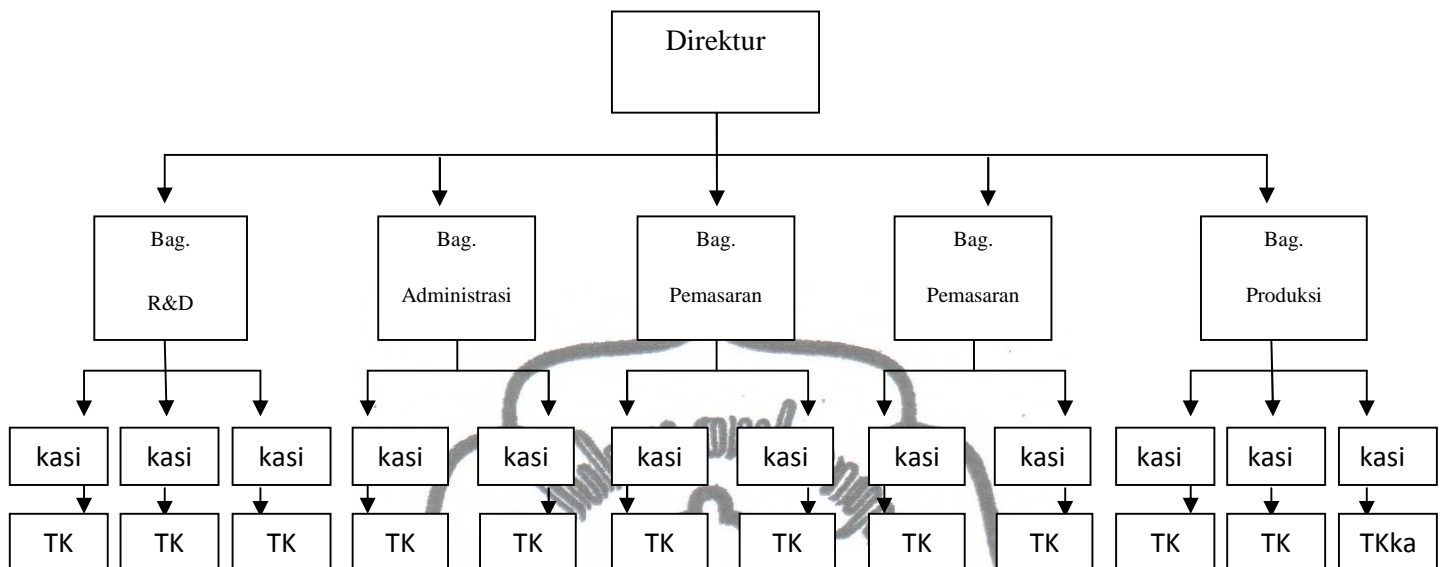 Direktur
Bag.
R&D
Bag.
Administrasi
Bag.
Pemasaran
Bag.
Pemasaran
Bag.
Produksi
kasi
kasi
kasi
kasi
kasi
kasi
kasi
kasi
kasi
kasi
kasi
kasi
TK
TK
TK
TK
TK
TK
TK
TK
TK
TK
TK
TKka